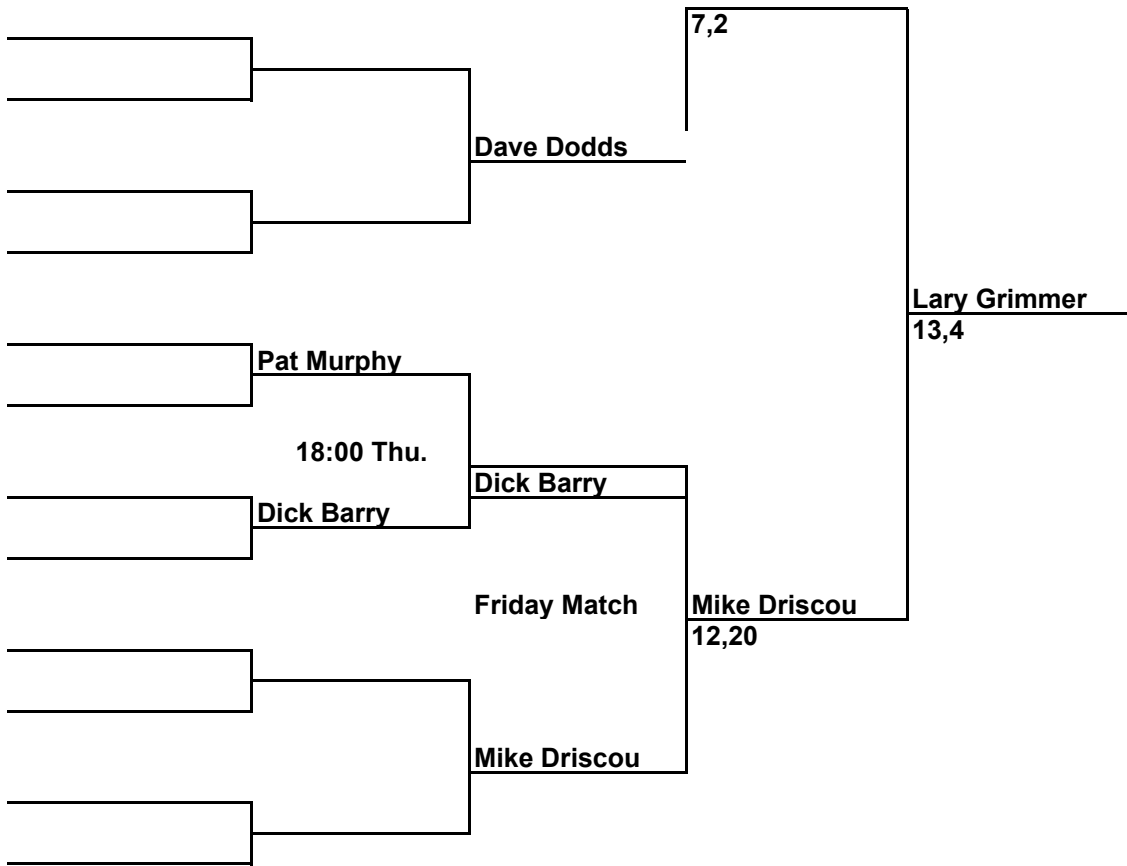 7,2
Dave Dodds
Lary Grimmer
13,4
Pat Murphy
18:00 Thu.
Dick Barry
Dick Barry
Friday Match
Mike Driscou
12,20
Mike Driscou